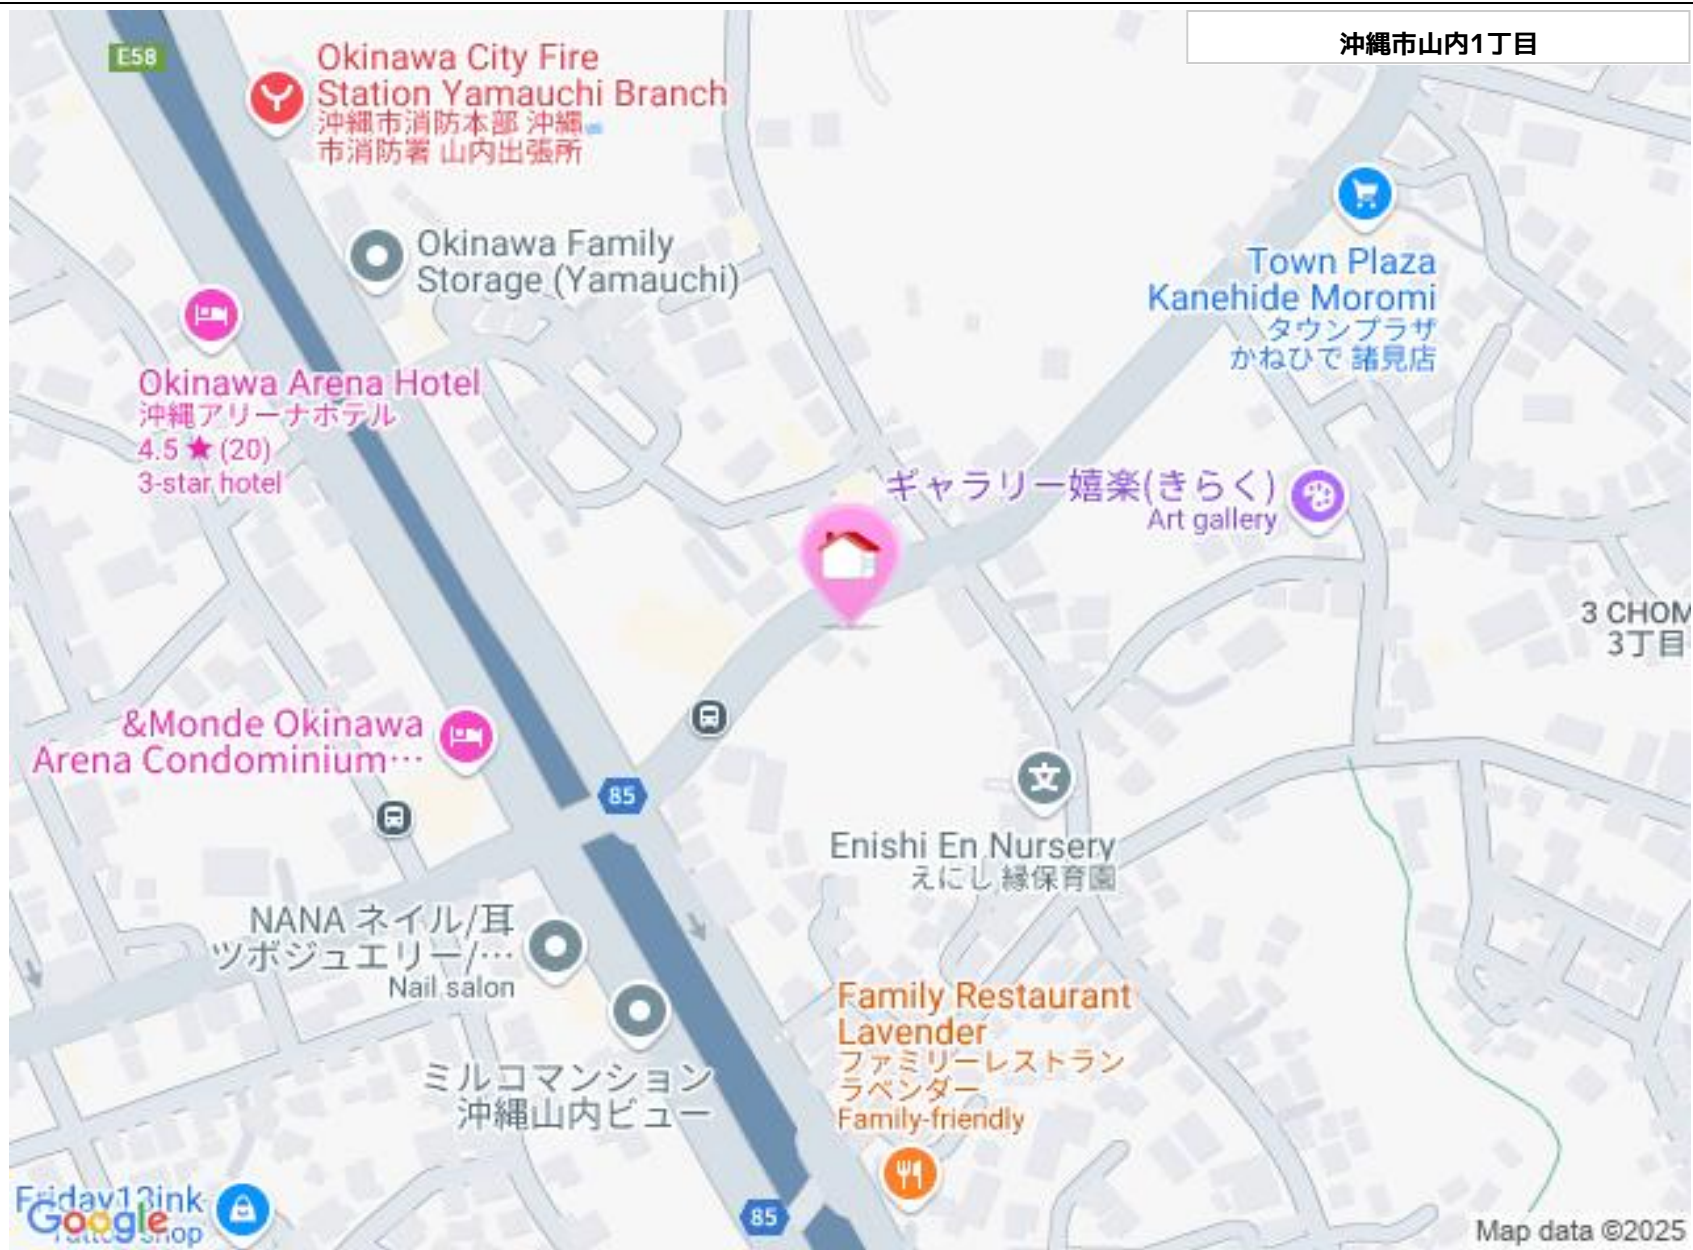 沖縄市山内1丁目
E58
Okinawa City Fire
Station Yamauchi Branch
沖縄市消防本部 沖縄
市消防署 山内出張所
Okinawa Family
Storage (Yamauchi)
Town Plaza
Kanehide Moromi
タウンプラザ
かねひで 諸見店
Okinawa Arena Hotel
沖縄アリーナホテル
4.5 ★ (20)
3-star hotel
ギャラリー嬉楽(きらく)
Art gallery
3 CHOM
3丁目
&Monde Okinawa
Arena Condominium…
85
Enishi En Nursery
えにし 縁保育園
NANA ネイル/耳
ツボジュエリー/…
Nail salon
Family Restaurant
Lavender
ファミリーレストラン
ラベンダー
Family-friendly
ミルコマンション
沖縄山内ビュー
Friday13ink
Google
shop
85
Map data ©2025